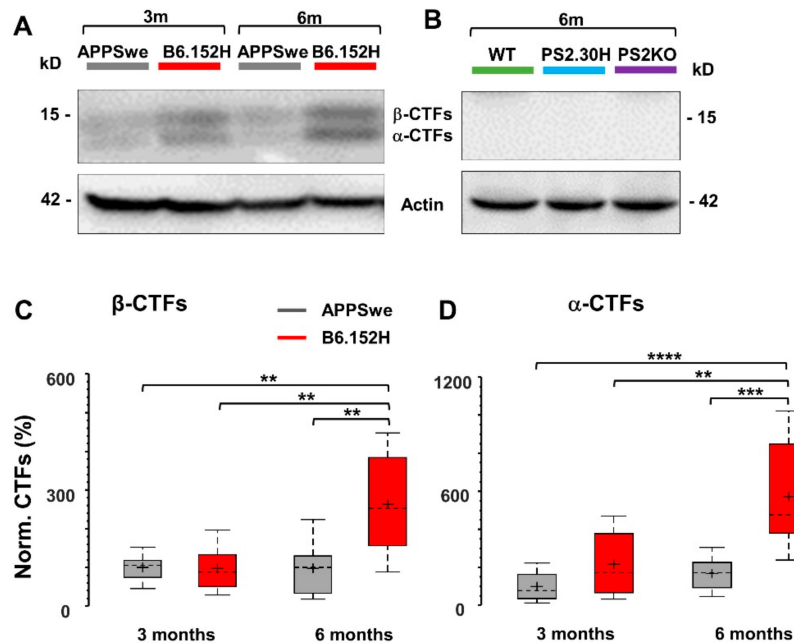 A
3m
6m
kD
APPSwe
B6.152H
APPSwe
B6.152H
15 -
β-CTFs
α-CTFs
42 -
Actin
B
6m
WT
PS2.30H
PS2KO
kD
- 15
- 42
C
β-CTFs
APPSwe
B6.152H
Norm. CTFs (%)
600
300
0
**
**
**
3 months
6 months
D
α-CTFs
1200
600
0
****
**
***
3 months
6 months